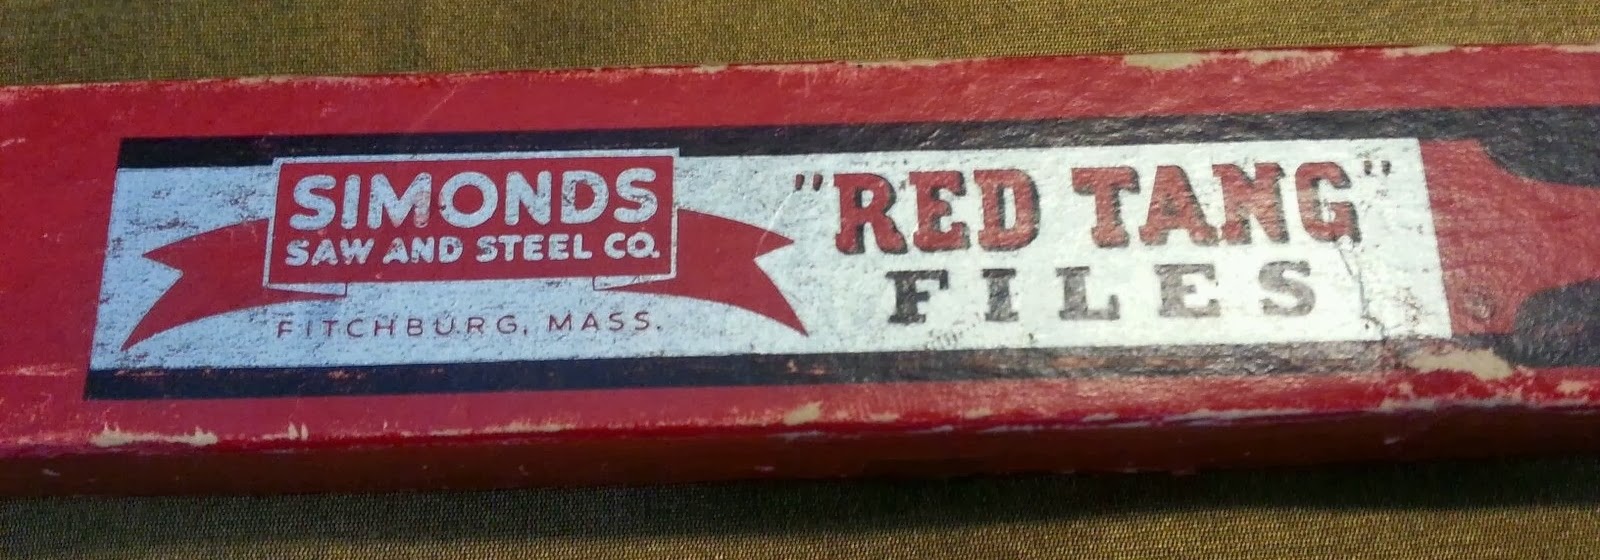 SIMONDS
SAW AND STEEL CO.
FITCHBURG, MASS.
"RED TANG"
FILES